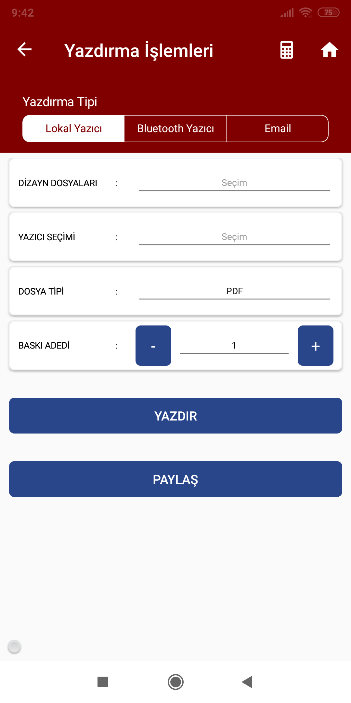 9:42
75
Yazdırma İşlemleri
Yazdırma Tipi
Lokal Yazıcı Bluetooth Yazıcı Email
DİZAYN DOSYALARI : Seçim
YAZICI SEÇİMİ : Seçim
DOSYA TİPİ : PDF
BASKI ADEDİ : - 1 +
YAZDIR
PAYLAŞ